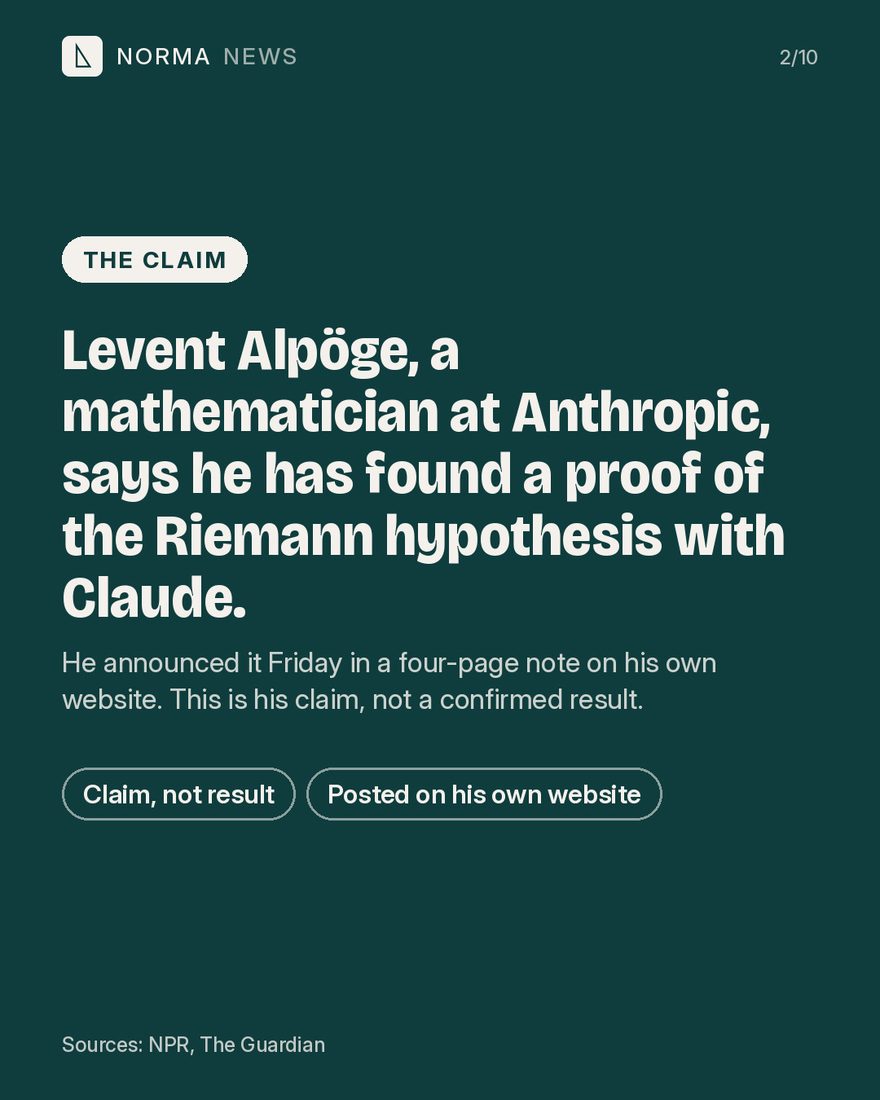 NORMA NEWS
2/10
THE CLAIM
Levent Alpöge, a
mathematician at Anthropic,
says he has found a proof of
the Riemann hypothesis with
Claude.
He announced it Friday in a four-page note on his own
website. This is his claim, not a confirmed result.
Claim, not result
Posted on his own website
Sources: NPR, The Guardian